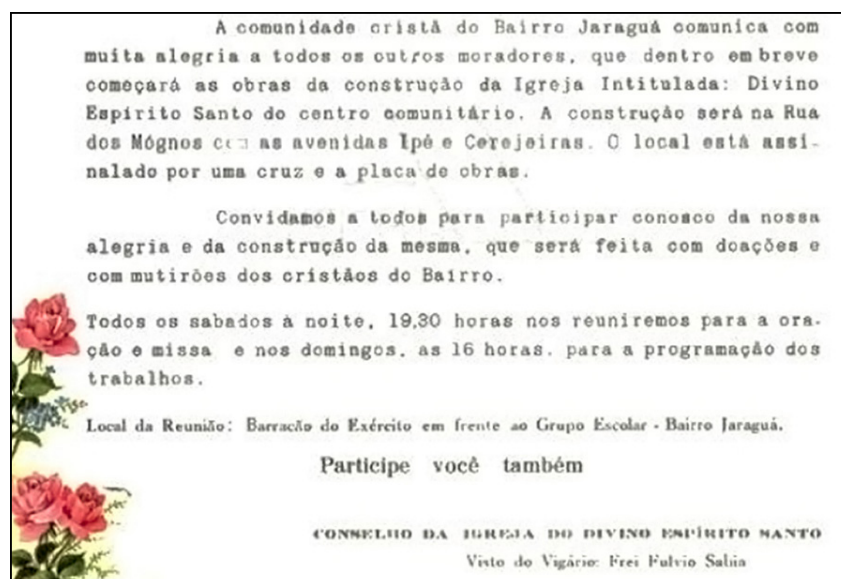 A comunidade cristã do Bairro Jaraguá comunica com
muita alegria a todos os outros moradores, que dentro em breve
começará as obras da construção da Igreja Intitulada: Divino
Espírito Santo do centro comunitário. A construção será na Rua
dos Mógnos com as avenidas Ipê e Cerejeiras. O local está assi-
nalado por uma cruz e a placa de obras.
Convidamos a todos para participar conosco da nossa
alegria e da construção da mesma, que será feita com doações e
com mutirões dos cristãos do Bairro.
Todos os sabados à noite, 19,30 horas nos reuniremos para a ora-
ção e missa e nos domingos, as 16 horas, para a programação dos
trabalhos.
Local da Reunião: Barracão do Exército em frente ao Grupo Escolar - Bairro Jaraguá.
Participe você também
CONSELHO DA IGREJA DO DIVINO ESPÍRITO SANTO
Visto do Vigário: Frei Fulvio Sabia